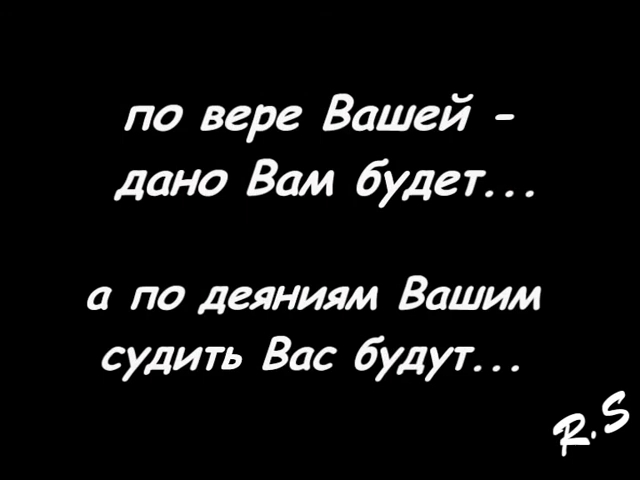 по вере Вашей -
дано Вам будет...
а по деяниям Вашим
судить Вас будут...
R.S